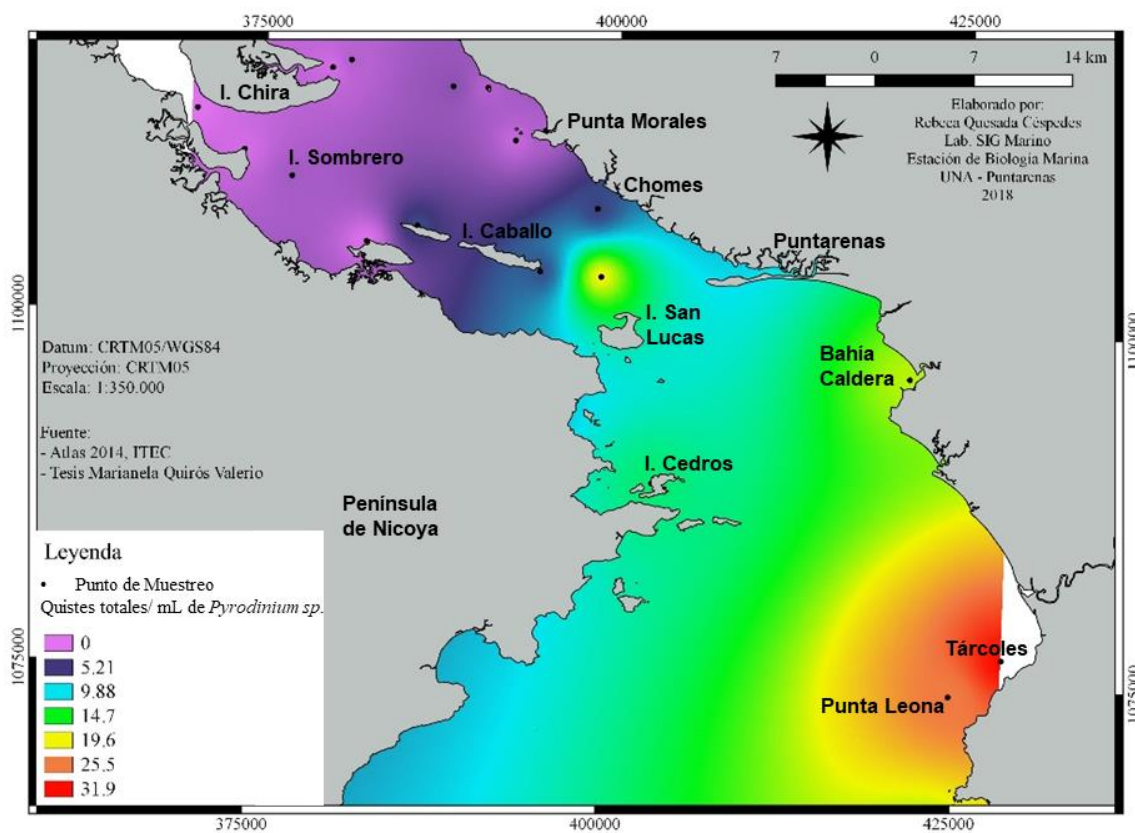 375000
400000
425000
7
0
7
14 km
Elaborado por:
Rebeca Quesada Céspedes
Lab. SIG Marino
Estación de Biología Marina
UNA - Puntarenas
2018
I. Chira
Punta Morales
I. Sombrero
Chomes
I. Caballo
Puntarenas
1100000
1100000
I. San
Lucas
Bahía
Caldera
Datum: CRTM05/WGS84
Proyección: CRTM05
Escala: 1:350.000
Fuente:
- Atlas 2014, ITEC
- Tesis Marianela Quirós Valerio
I. Cedros
Península
de Nicoya
Leyenda
Punto de Muestreo
Quistes totales/ mL de Pyrodinium sp.
0
5.21
9.88
14.7
19.6
25.5
31.9
Tárcoles
Punta Leona
1075000
1075000
375000
400000
425000